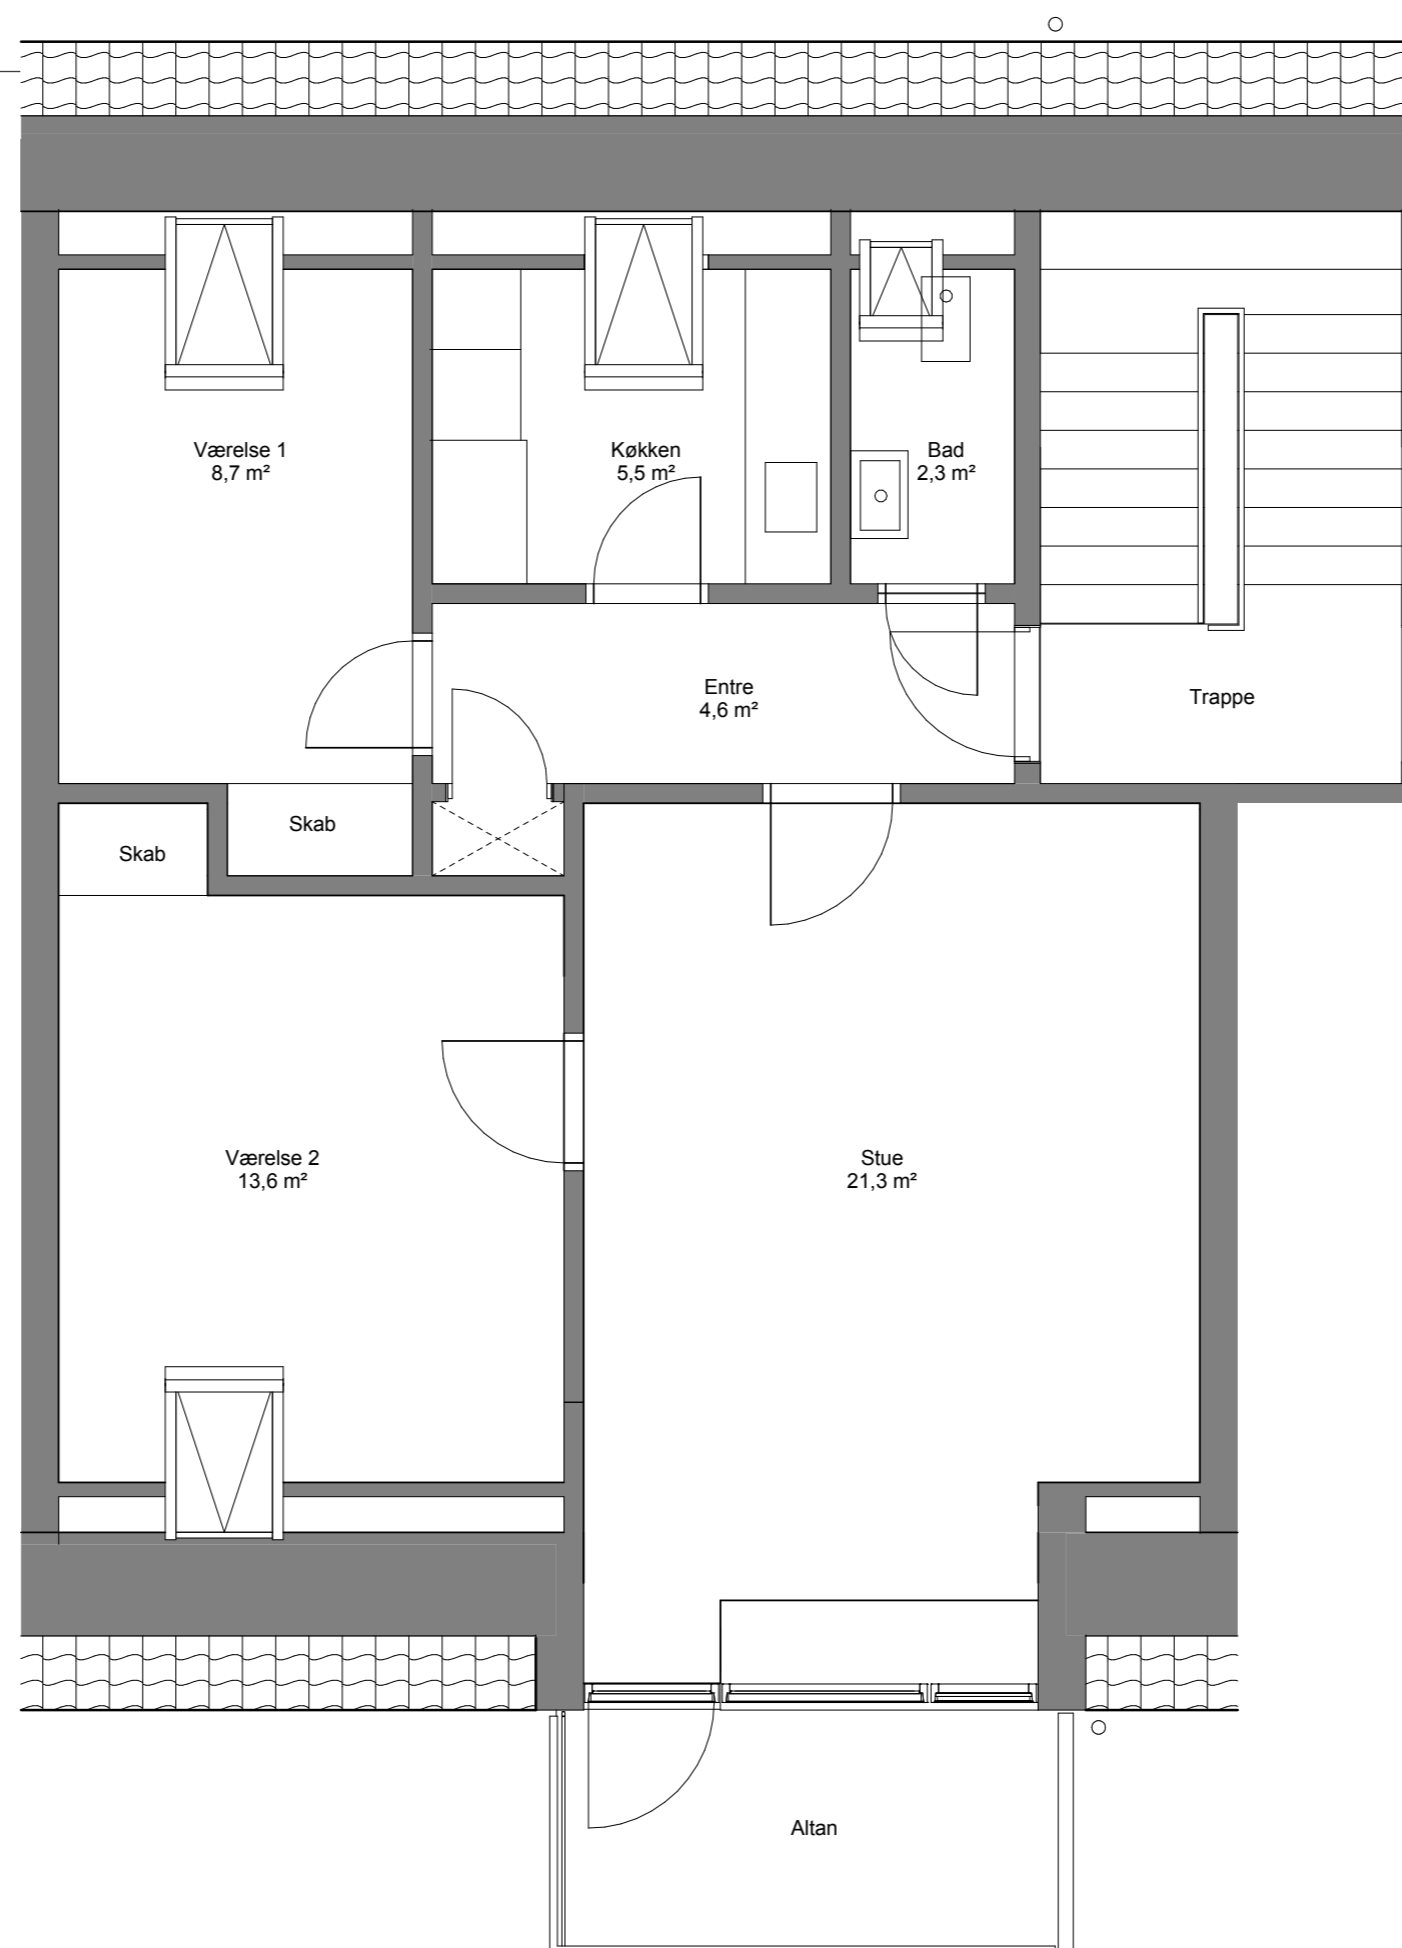 Værelse 1
8,7 m²
Køkken
5,5 m²
Bad
2,3 m²
Entre
4,6 m²
Trappe
Skab
Skab
Værelse 2
13,6 m²
Stue
21,3 m²
Altan